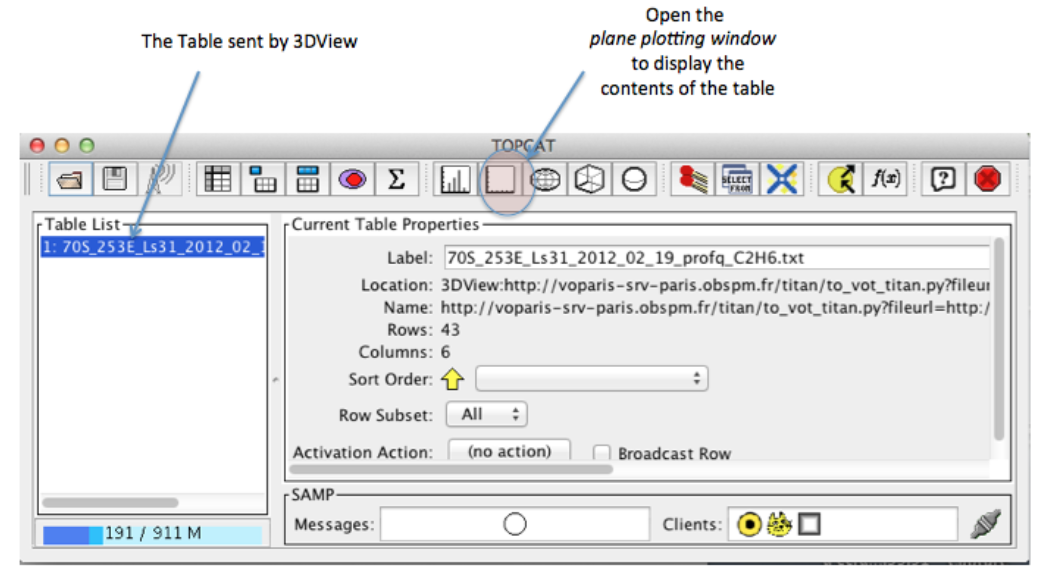 Open the
The Table sent by 3DView
plane plotting window
to display the
contents of the table
TOPCAT
Σ
SELECT
FROM
f(x)
?
Table List
1: 70S_253E_Ls31_2012_02_1
Current Table Properties
Label: 70S_253E_Ls31_2012_02_19_profq_C2H6.txt
Location: 3DView:http://voparis-srv-paris.obspm.fr/titan/to_vot_titan.py?fileur
Name: http://voparis-srv-paris.obspm.fr/titan/to_vot_titan.py?fileurl=http:/
Rows: 43
Columns: 6
Sort Order:
Row Subset: All
Activation Action: (no action) Broadcast Row
SAMP
Messages: Clients:
191 / 911 M